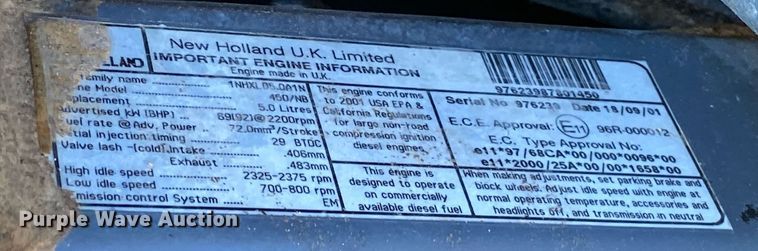 New Holland U.K. Limited
IMPORTANT ENGINE INFORMATION
Engine made in U.K.
family name 1NHXL05.0A1N
Model 450/NB
placement 5.0 Litres
advertised kW (BHP) 69(92)@2200rpm
rate @Adv. Power 72.0mm³/Stroke
initial injection timing 29 BTDC
Valve lash -(cold).Intake .406mm
Exhaust .483mm
High idle speed 2325-2375 rpm
Low idle speed 700-800 rpm
Emission control System EM
This engine conforms
to 2001 USA EPA &
California Regulations
for large non-road
compression ignition
diesel engines.
This engine is
designed to operate
on commercially
available diesel fuel
97623987801450
Serial No 976239 Date 18/09/01
E.C.E. Approval: E11 96R-000012
E.C. Type Approval No:
e11*97/68CA*00/000*0096*00
e11*2000/25A*00/00*1658*00
When making adjustments, set parking brake and
block wheels. Adjust idle speed with engine at
normal operating temperature, accessories and
headlights off, and transmission in neutral
Purple Wave Auction